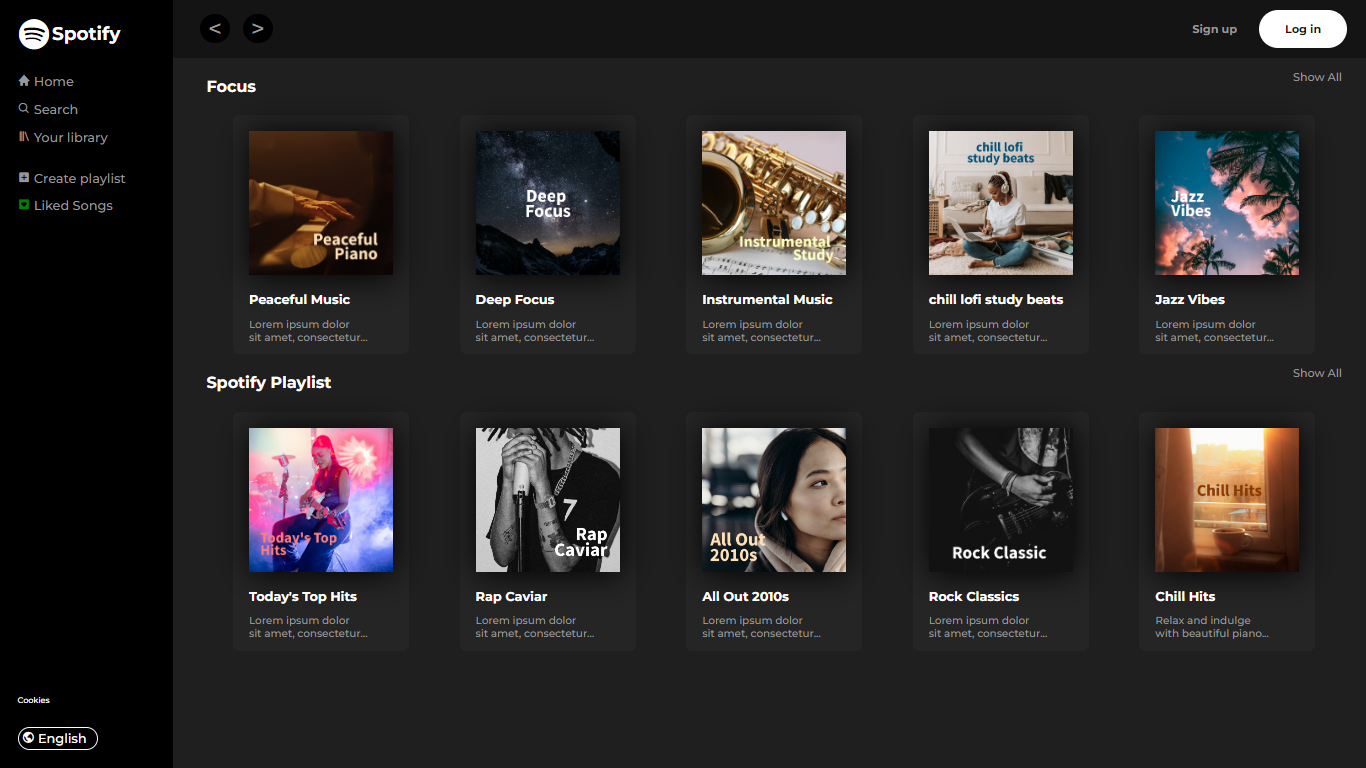 Spotify
Home
Search
Your library
Create playlist
Liked Songs
Cookies
English
< >
Sign up
Log in
Focus
Show All
Peaceful
Piano
Peaceful Music
Lorem ipsum dolor
sit amet, consectetur...
Deep
Focus
Deep Focus
Lorem ipsum dolor
sit amet, consectetur...
Instrumental
Study
Instrumental Music
Lorem ipsum dolor
sit amet, consectetur...
chill lofi
study beats
chill lofi study beats
Lorem ipsum dolor
sit amet, consectetur...
Jazz
Vibes
Jazz Vibes
Lorem ipsum dolor
sit amet, consectetur...
Spotify Playlist
Show All
Today's Top
Hits
Today's Top Hits
Lorem ipsum dolor
sit amet, consectetur...
7
Rap
Caviar
Rap Caviar
Lorem ipsum dolor
sit amet, consectetur...
All Out
2010s
All Out 2010s
Lorem ipsum dolor
sit amet, consectetur...
Rock Classic
Rock Classics
Lorem ipsum dolor
sit amet, consectetur...
Chill Hits
Chill Hits
Relax and indulge
with beautiful piano...